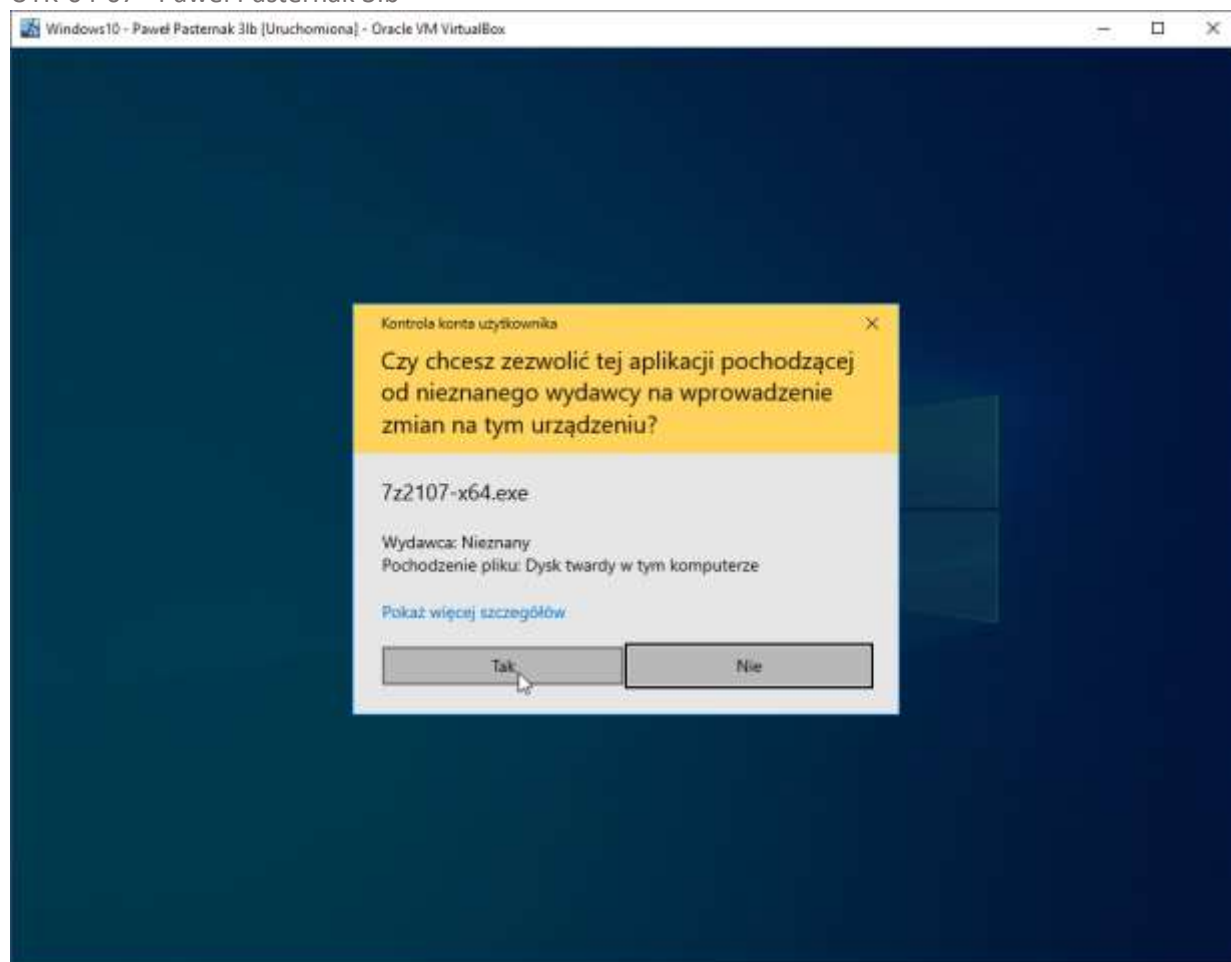 Windows10 - Paweł Pasternak 3lb [Uruchomiona] - Oracle VM VirtualBox
Kontrola konta użytkownika
Czy chcesz zezwolić tej aplikacji pochodzącej
od nieznanego wydawcy na wprowadzenie
zmian na tym urządzeniu?
7z2107-x64.exe
Wydawca: Nieznany
Pochodzenie pliku: Dysk twardy w tym komputerze
Pokaż więcej szczegółów
Tak
Nie